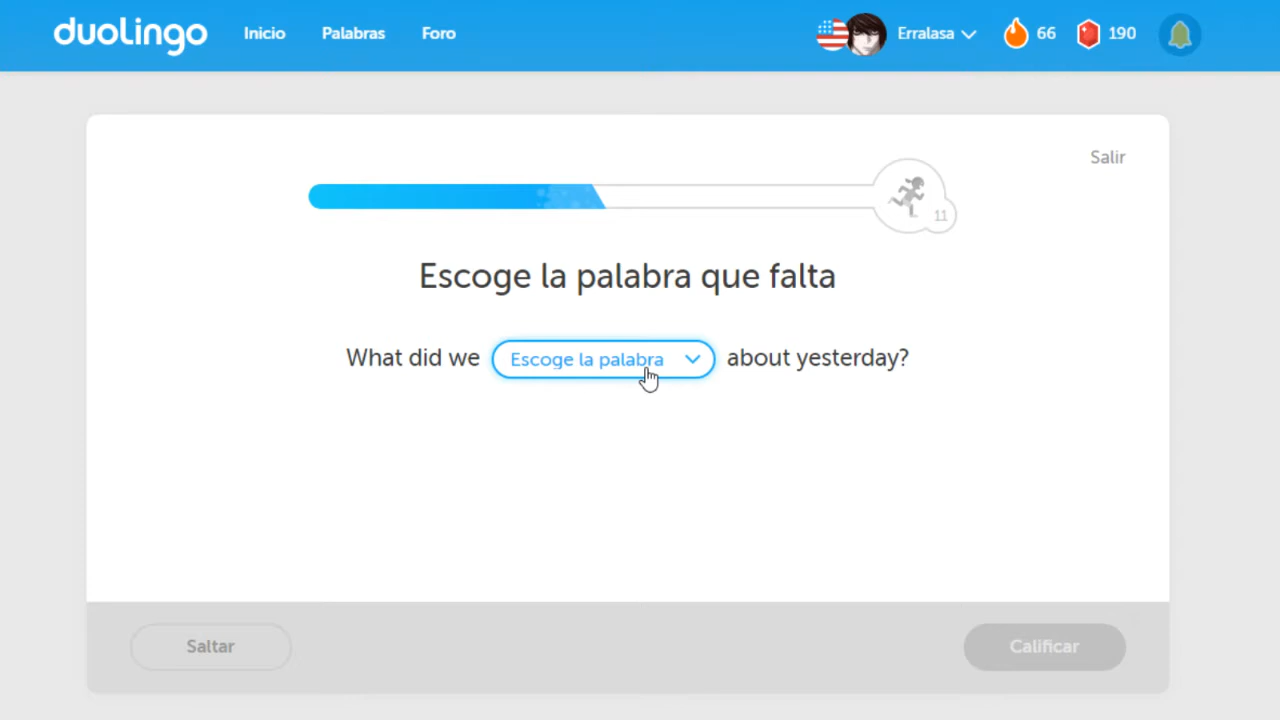 duolingo Inicio Palabras Foro Erralasa 66 190
Salir
11
Escoge la palabra que falta
What did we Escoge la palabra about yesterday?
Saltar Calificar